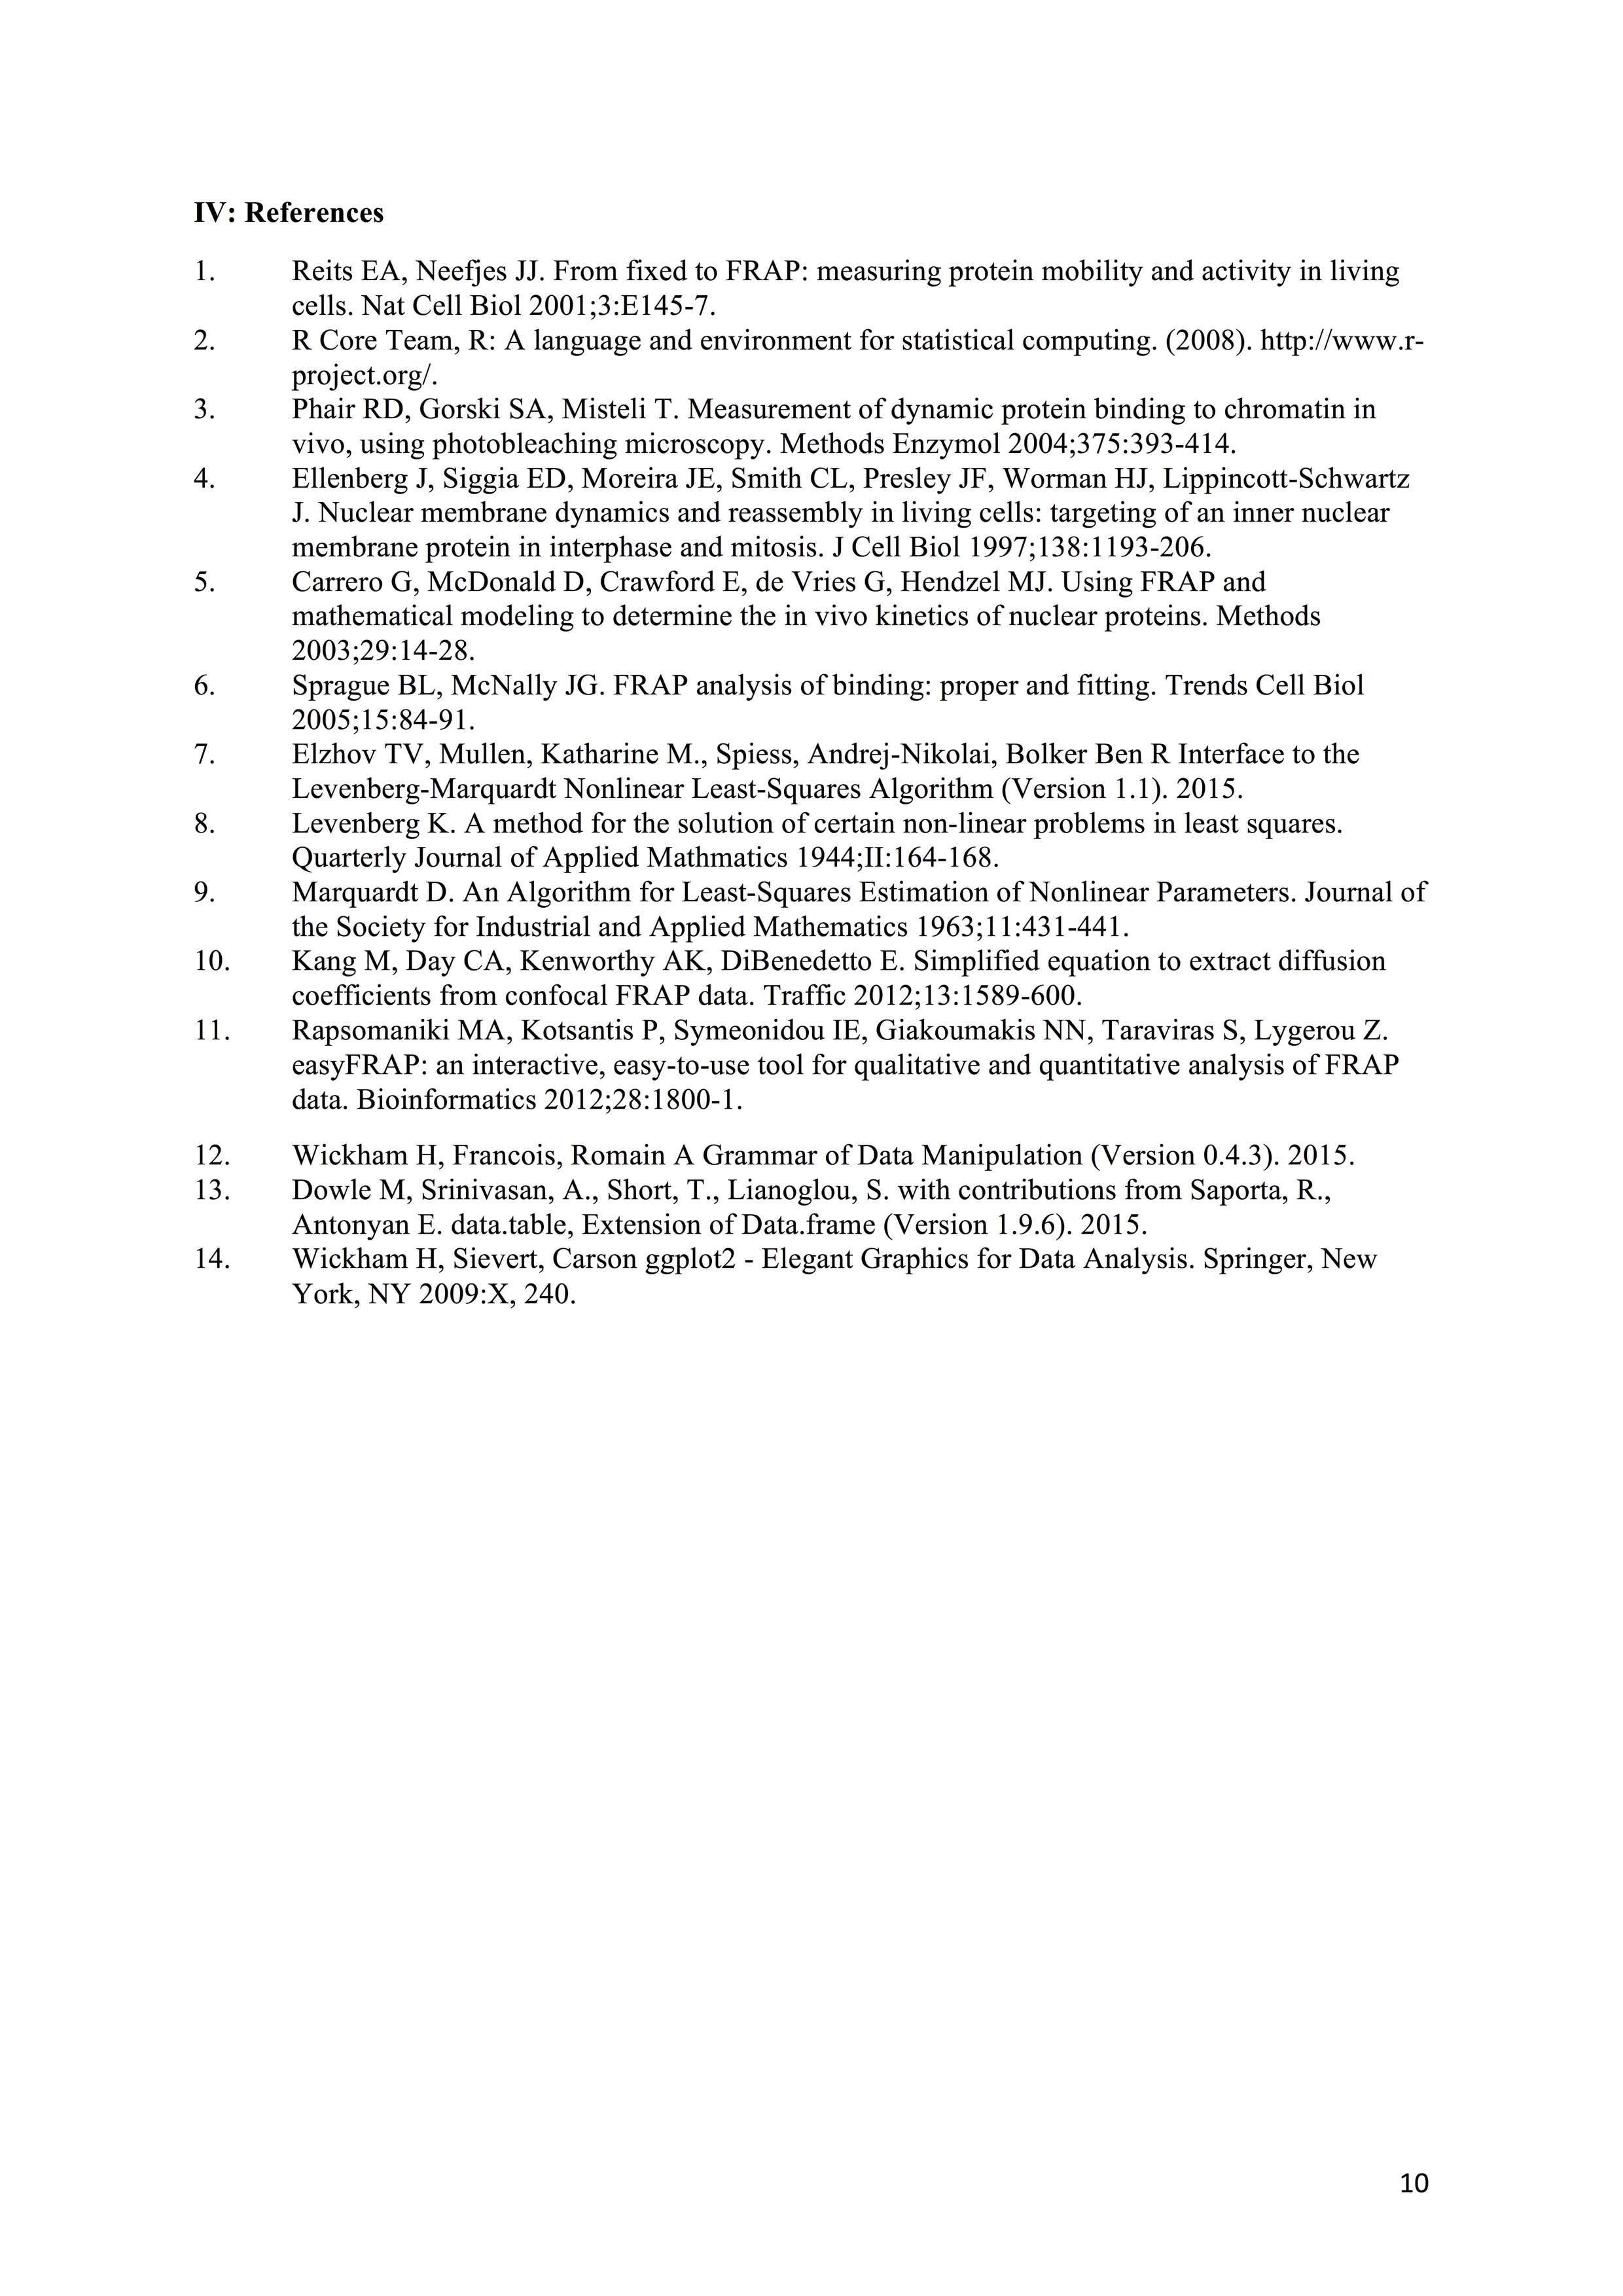 IV: References
1. Reits EA, Neefjes JJ. From fixed to FRAP: measuring protein mobility and activity in living
cells. Nat Cell Biol 2001;3:E145-7.
2. R Core Team, R: A language and environment for statistical computing. (2008). http://www.r-
project.org/.
3. Phair RD, Gorski SA, Misteli T. Measurement of dynamic protein binding to chromatin in
vivo, using photobleaching microscopy. Methods Enzymol 2004;375:393-414.
4. Ellenberg J, Siggia ED, Moreira JE, Smith CL, Presley JF, Worman HJ, Lippincott-Schwartz
J. Nuclear membrane dynamics and reassembly in living cells: targeting of an inner nuclear
membrane protein in interphase and mitosis. J Cell Biol 1997;138:1193-206.
5. Carrero G, McDonald D, Crawford E, de Vries G, Hendzel MJ. Using FRAP and
mathematical modeling to determine the in vivo kinetics of nuclear proteins. Methods
2003;29:14-28.
6. Sprague BL, McNally JG. FRAP analysis of binding: proper and fitting. Trends Cell Biol
2005;15:84-91.
7. Elzhov TV, Mullen, Katharine M., Spiess, Andrej-Nikolai, Bolker Ben R Interface to the
Levenberg-Marquardt Nonlinear Least-Squares Algorithm (Version 1.1). 2015.
8. Levenberg K. A method for the solution of certain non-linear problems in least squares.
Quarterly Journal of Applied Mathmatics 1944;II:164-168.
9. Marquardt D. An Algorithm for Least-Squares Estimation of Nonlinear Parameters. Journal of
the Society for Industrial and Applied Mathematics 1963;11:431-441.
10. Kang M, Day CA, Kenworthy AK, DiBenedetto E. Simplified equation to extract diffusion
coefficients from confocal FRAP data. Traffic 2012;13:1589-600.
11. Rapsomaniki MA, Kotsantis P, Symeonidou IE, Giakoumakis NN, Taraviras S, Lygerou Z.
easyFRAP: an interactive, easy-to-use tool for qualitative and quantitative analysis of FRAP
data. Bioinformatics 2012;28:1800-1.
12. Wickham H, Francois, Romain A Grammar of Data Manipulation (Version 0.4.3). 2015.
13. Dowle M, Srinivasan, A., Short, T., Lianoglou, S. with contributions from Saporta, R.,
Antonyan E. data.table, Extension of Data.frame (Version 1.9.6). 2015.
14. Wickham H, Sievert, Carson ggplot2 - Elegant Graphics for Data Analysis. Springer, New
York, NY 2009:X, 240.
10